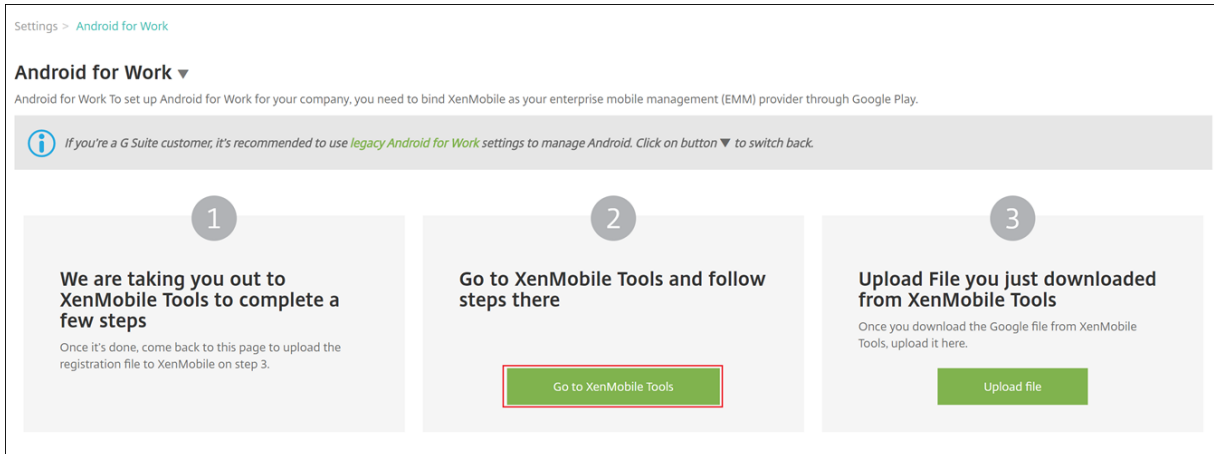 Settings > Android for Work
Android for Work ▼
Android for Work To set up Android for Work for your company, you need to bind XenMobile as your enterprise mobile management (EMM) provider through Google Play.
If you're a G Suite customer, it's recommended to use legacy Android for Work settings to manage Android. Click on button ▼ to switch back.
1
We are taking you out to
XenMobile Tools to complete a
few steps
Once it's done, come back to this page to upload the
registration file to XenMobile on step 3.
2
Go to XenMobile Tools and follow
steps there
Go to XenMobile Tools
3
Upload File you just downloaded
from XenMobile Tools
Once you download the Google file from XenMobile
Tools, upload it here.
Upload file